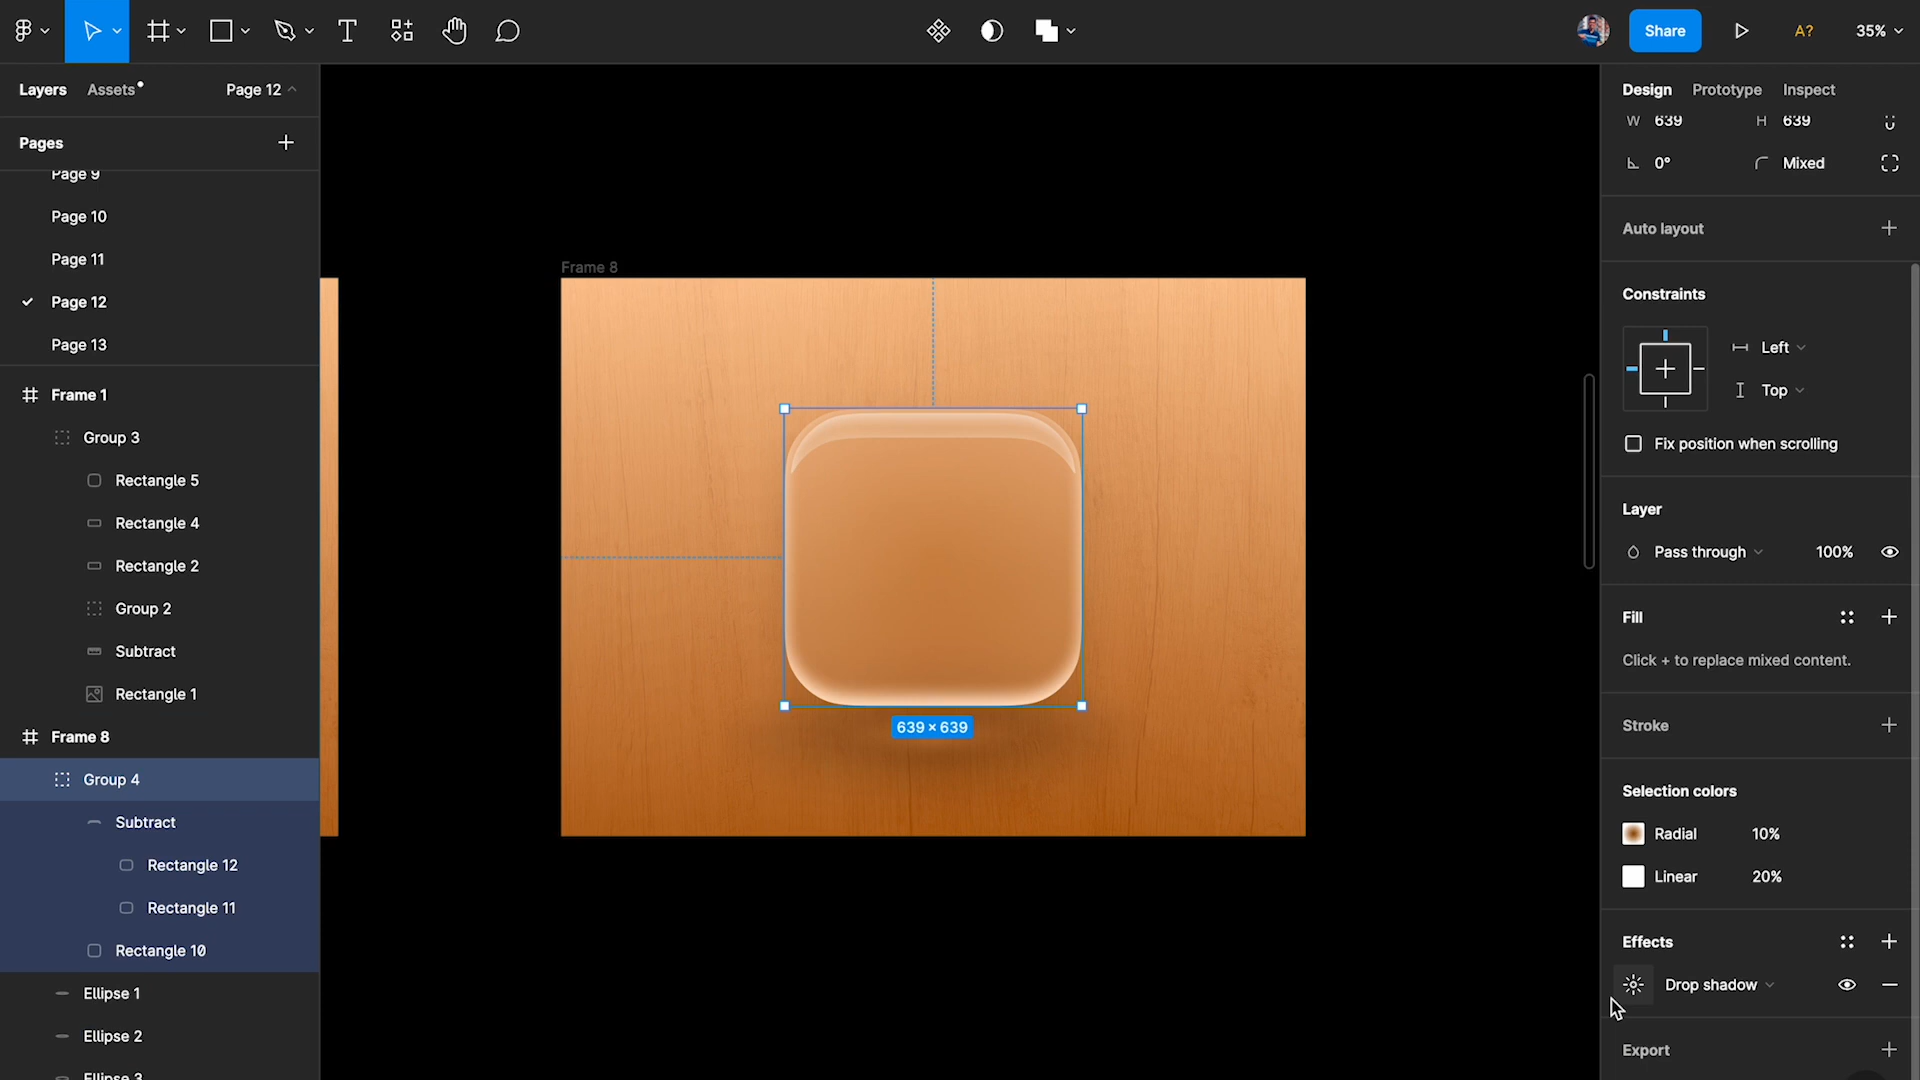 Share
A?
35%
Layers
Assets
Page 12
Design
Prototype
Inspect
Pages
W 639
H 639
0°
Mixed
Page 9
Page 10
Page 11
Page 12
Page 13
Auto layout
Constraints
Left
Top
Fix position when scrolling
Frame 8
Frame 1
Group 3
Rectangle 5
Rectangle 4
Rectangle 2
Group 2
Subtract
Rectangle 1
Frame 8
Group 4
Subtract
Rectangle 12
Rectangle 11
Rectangle 10
Ellipse 1
Ellipse 2
Ellipse 3
639 × 639
Layer
Pass through
100%
Fill
Click + to replace mixed content.
Stroke
Selection colors
Radial
10%
Linear
20%
Effects
Drop shadow
Export